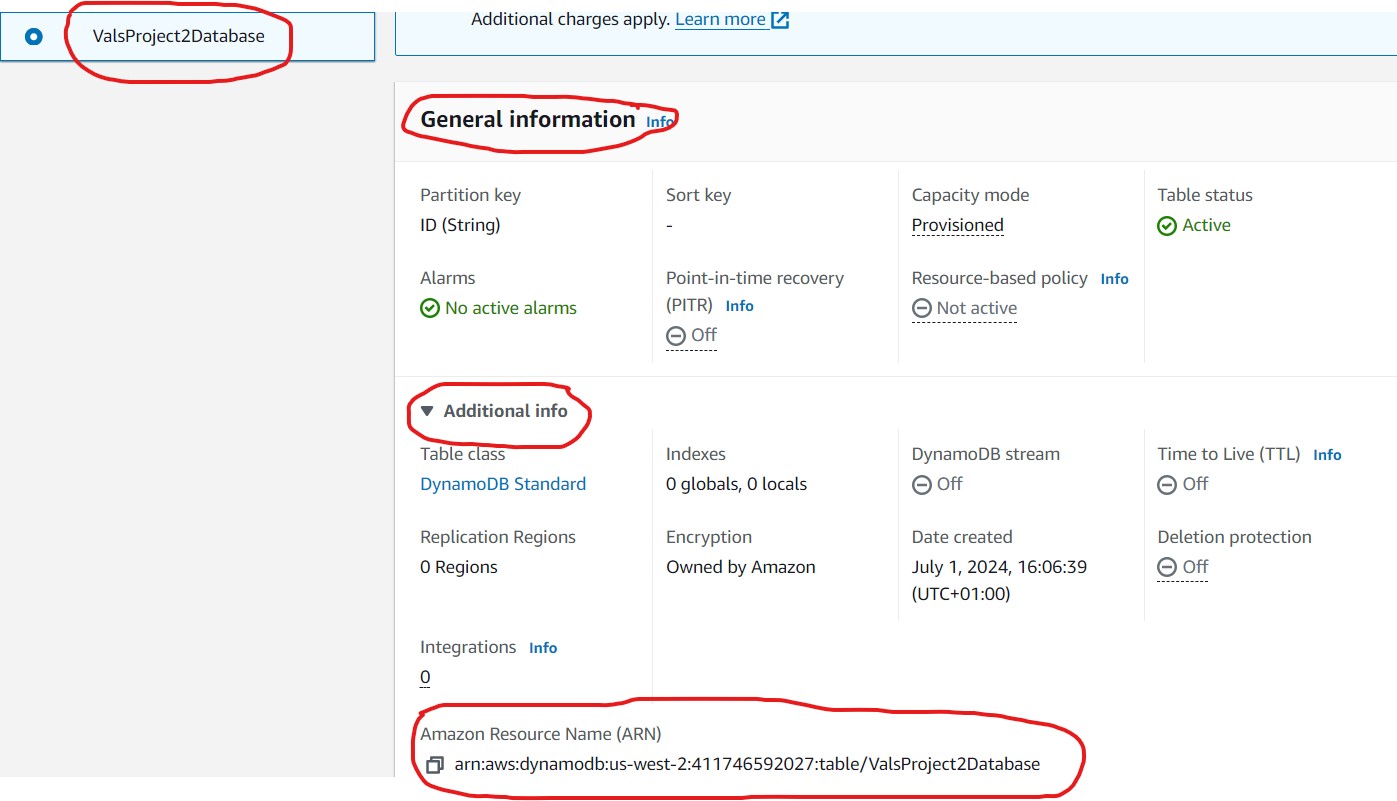 ValsProject2Database
Additional charges apply. Learn more
General information Info
Partition key
ID (String)
Sort key
-
Capacity mode
Provisioned
Table status
Active
Alarms
No active alarms
Point-in-time recovery
(PITR) Info
Off
Resource-based policy Info
Not active
Additional info
Table class
DynamoDB Standard
Indexes
0 globals, 0 locals
DynamoDB stream
Off
Time to Live (TTL) Info
Off
Replication Regions
0 Regions
Encryption
Owned by Amazon
Date created
July 1, 2024, 16:06:39
(UTC+01:00)
Deletion protection
Off
Integrations Info
0
Amazon Resource Name (ARN)
arn:aws:dynamodb:us-west-2:411746592027:table/ValsProject2Database